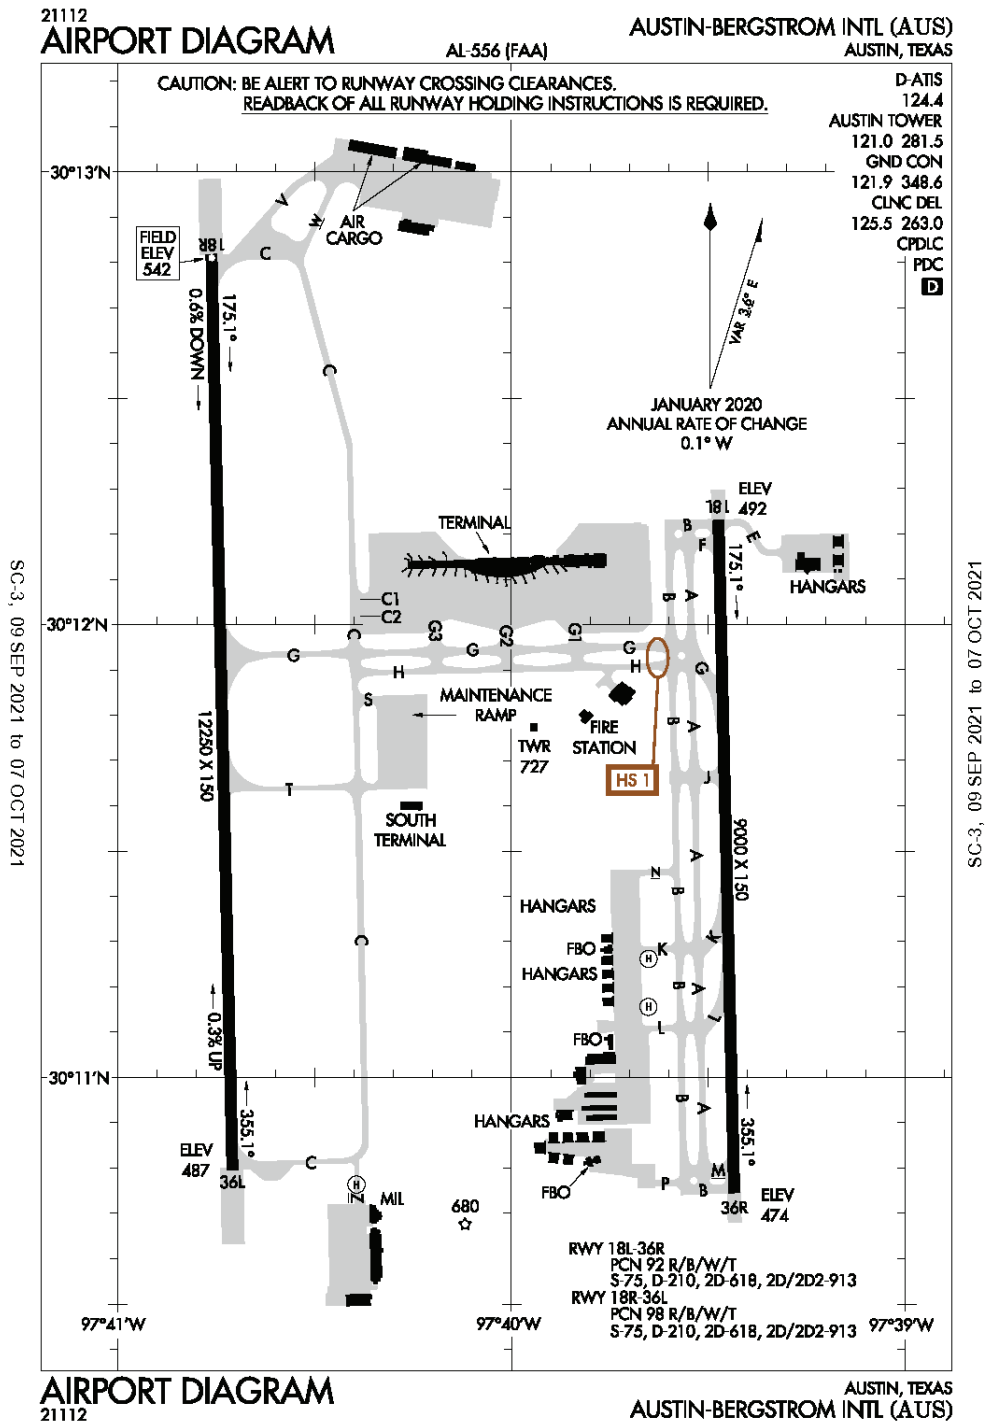 21112
AIRPORT DIAGRAM
AL-556 (FAA)
AUSTIN-BERGSTROM INTL (AUS)
AUSTIN, TEXAS
CAUTION: BE ALERT TO RUNWAY CROSSING CLEARANCES.
READBACK OF ALL RUNWAY HOLDING INSTRUCTIONS IS REQUIRED.
D-ATIS
124.4
AUSTIN TOWER
121.0 281.5
GND CON
121.9 348.6
CLNC DEL
125.5 263.0
CPDLC
PDC
D
30°13'N
V
W
AIR
CARGO
FIELD
ELEV
542
18R
C
175.1°
0.6% DOWN
C
VAR 3.6° E
JANUARY 2020
ANNUAL RATE OF CHANGE
0.1° W
TERMINAL
ELEV
492
18L
B
F
E
175.1°
HANGARS
C1
C2
B
A
30°12'N
C
G3
G2
G1
G
G
G
H
H
G
S
MAINTENANCE
RAMP
FIRE
STATION
TWR
727
B
A
HS 1
J
12250 X 150
T
SOUTH
TERMINAL
9000 X 150
A
N
B
HANGARS
FBO
HANGARS
C
K
K
H
B
A
H
L
L
0.3% UP
FBO
30°11'N
355.1°
B
A
355.1°
HANGARS
ELEV
487
36L
C
H
N
MIL
680
FBO
P
B
M
36R
ELEV
474
RWY 18L-36R
PCN 92 R/B/W/T
S-75, D-210, 2D-618, 2D/2D2-913
RWY 18R-36L
PCN 98 R/B/W/T
S-75, D-210, 2D-618, 2D/2D2-913
97°41'W
97°40'W
97°39'W
SC-3, 09 SEP 2021 to 07 OCT 2021
SC-3, 09 SEP 2021 to 07 OCT 2021
AIRPORT DIAGRAM
21112
AUSTIN, TEXAS
AUSTIN-BERGSTROM INTL (AUS)